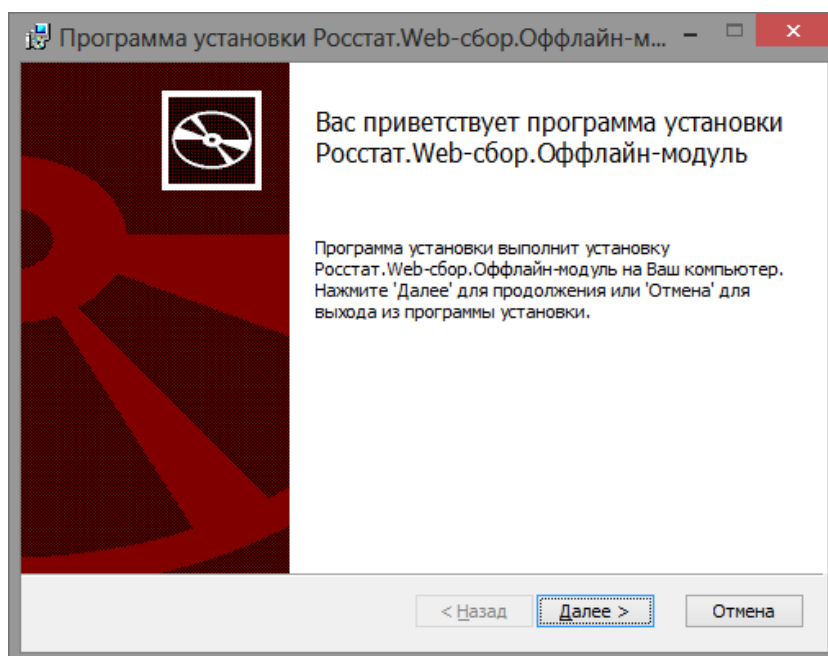 Программа установки Росстат.Web-сбор.Оффлайн-м...
Вас приветствует программа установки
Росстат.Web-сбор.Оффлайн-модуль
Программа установки выполнит установку
Росстат.Web-сбор.Оффлайн-модуль на Ваш компьютер.
Нажмите 'Далее' для продолжения или 'Отмена' для
выхода из программы установки.
< Назад
Далее >
Отмена